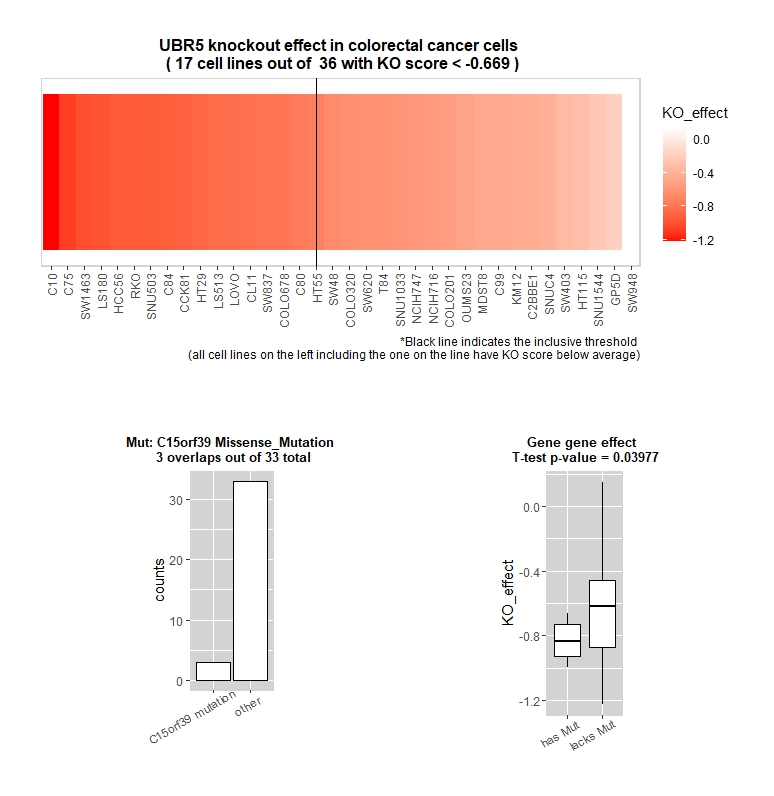 UBR5 knockout effect in colorectal cancer cells
( 17 cell lines out of  36 with KO score < -0.669 )
KO_effect
0.0
-0.4
-0.8
-1.2
C10
C75
SW1463
LS180
HCC56
RKO
SNU503
C84
CCK81
HT29
LS513
LOVO
CL11
SW837
COLO678
C80
HT55
SW48
COLO320
SW620
T84
SNU1033
NCIH747
NCIH716
COLO201
OUMS23
MDST8
C99
KM12
C2BBE1
SNUC4
SW403
HT115
SNU1544
GP5D
SW948
*Black line indicates the inclusive threshold
(all cell lines on the left including the one on the line have KO score below average)
Mut: C15orf39 Missense_Mutation
3 overlaps out of 33 total
counts
30
20
10
0
C15orf39 mutation
other
Gene gene effect
T-test p-value = 0.03977
KO_effect
0.0
-0.4
-0.8
-1.2
has Mut
lacks Mut